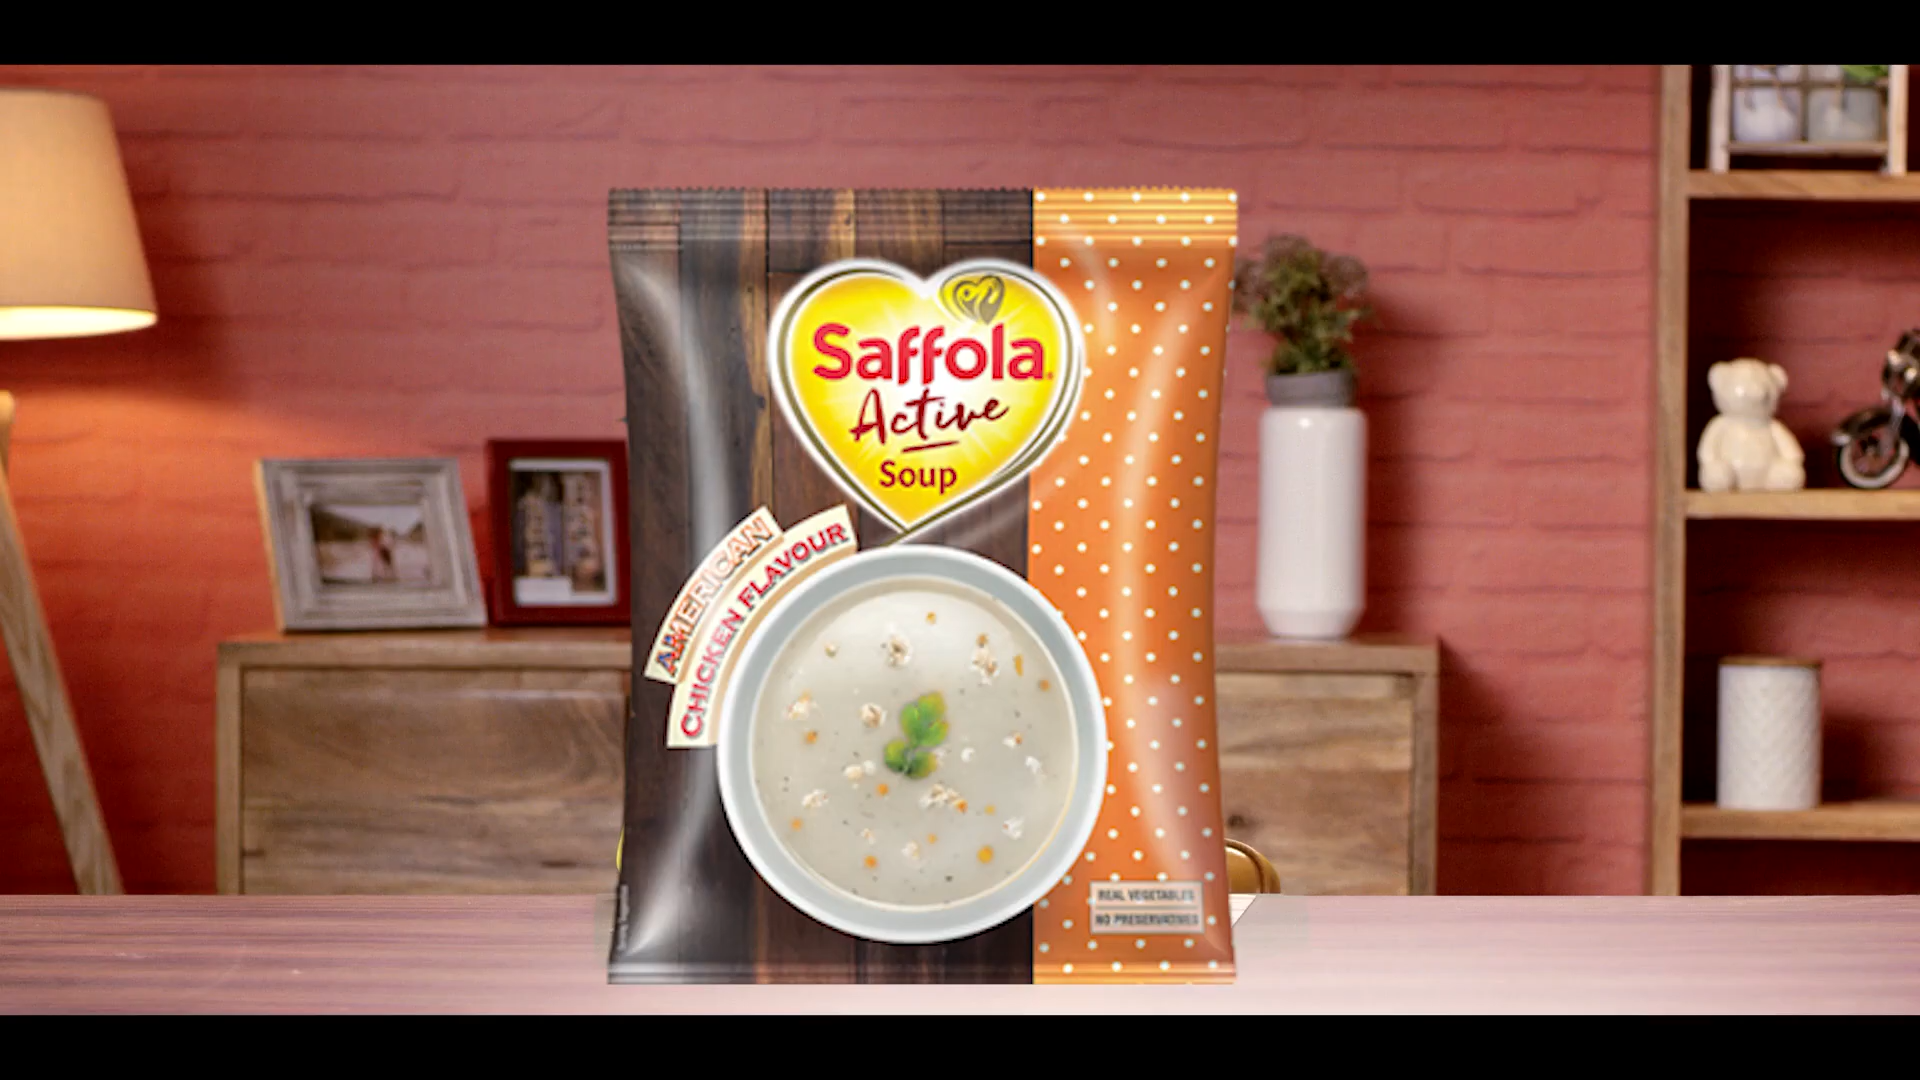 Saffola
Active
Soup
AMERICAN
CHICKEN FLAVOUR
REAL VEGETABLES
NO PRESERVATIVES